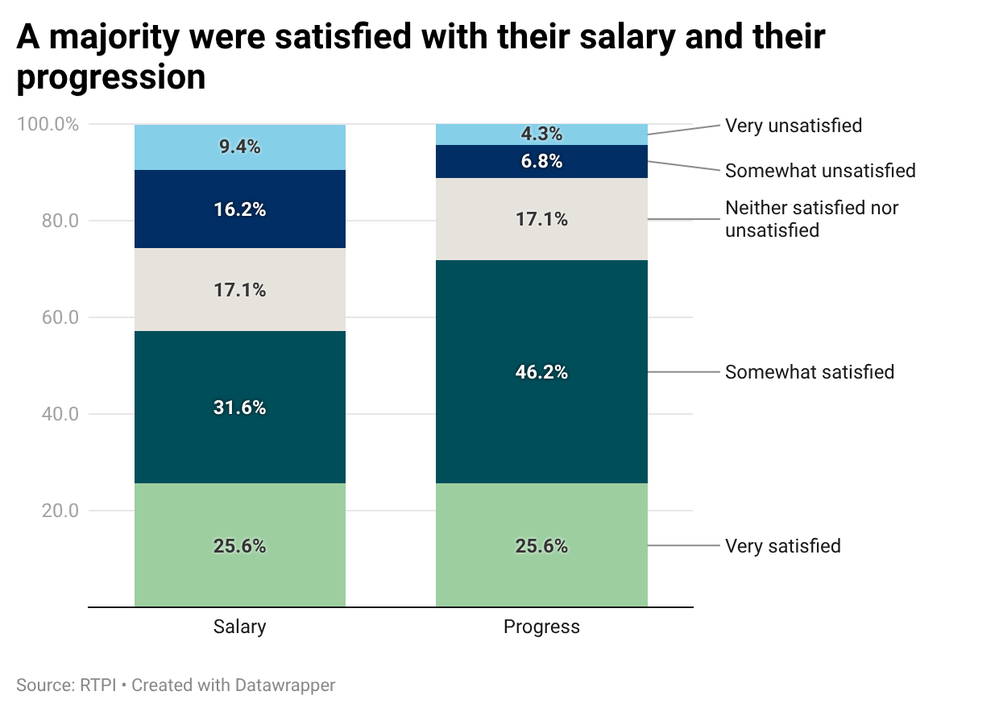 A majority were satisfied with their salary and their
progression
100.0%
80.0
60.0
40.0
20.0
9.4%
16.2%
17.1%
31.6%
25.6%
4.3%
6.8%
17.1%
46.2%
25.6%
Very unsatisfied
Somewhat unsatisfied
Neither satisfied nor
unsatisfied
Somewhat satisfied
Very satisfied
Salary
Progress
Source: RTPI • Created with Datawrapper